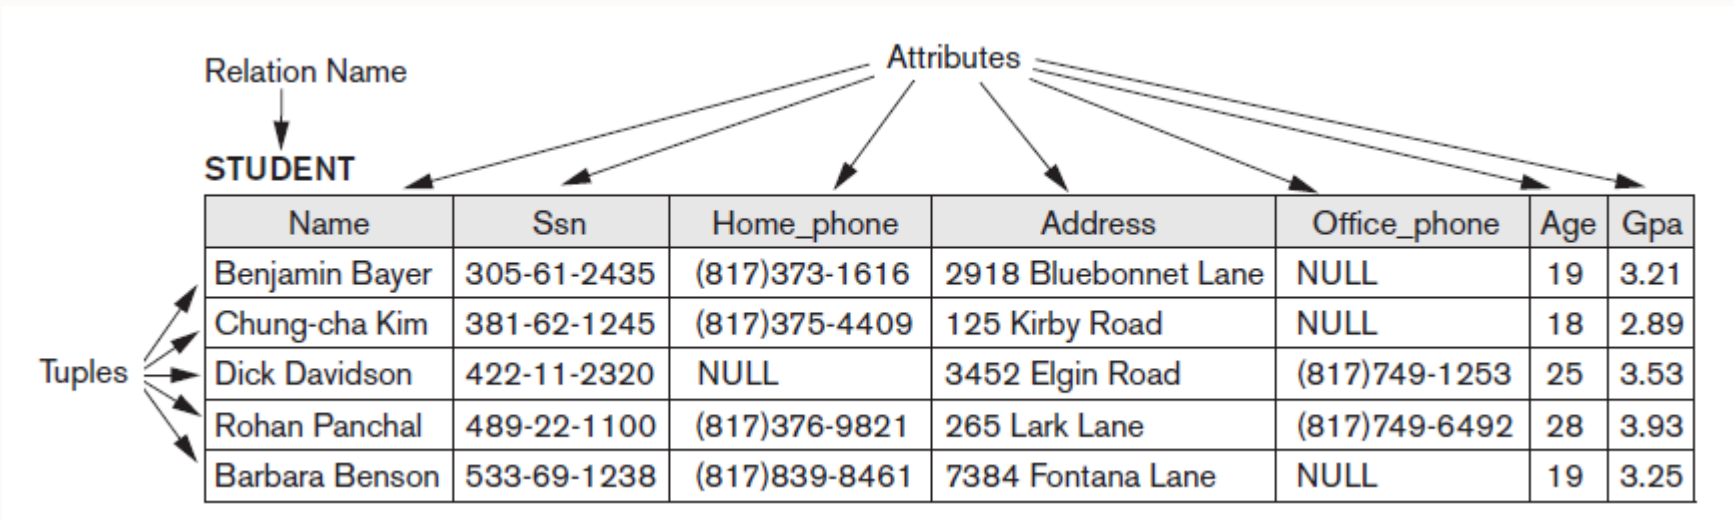 Attributes
Relation Name
STUDENT
Name Ssn Home_phone Address Office_phone Age Gpa
Benjamin Bayer 305-61-2435 (817)373-1616 2918 Bluebonnet Lane NULL 19 3.21
Chung-cha Kim 381-62-1245 (817)375-4409 125 Kirby Road NULL 18 2.89
Tuples Dick Davidson 422-11-2320 NULL 3452 Elgin Road (817)749-1253 25 3.53
Rohan Panchal 489-22-1100 (817)376-9821 265 Lark Lane (817)749-6492 28 3.93
Barbara Benson 533-69-1238 (817)839-8461 7384 Fontana Lane NULL 19 3.25